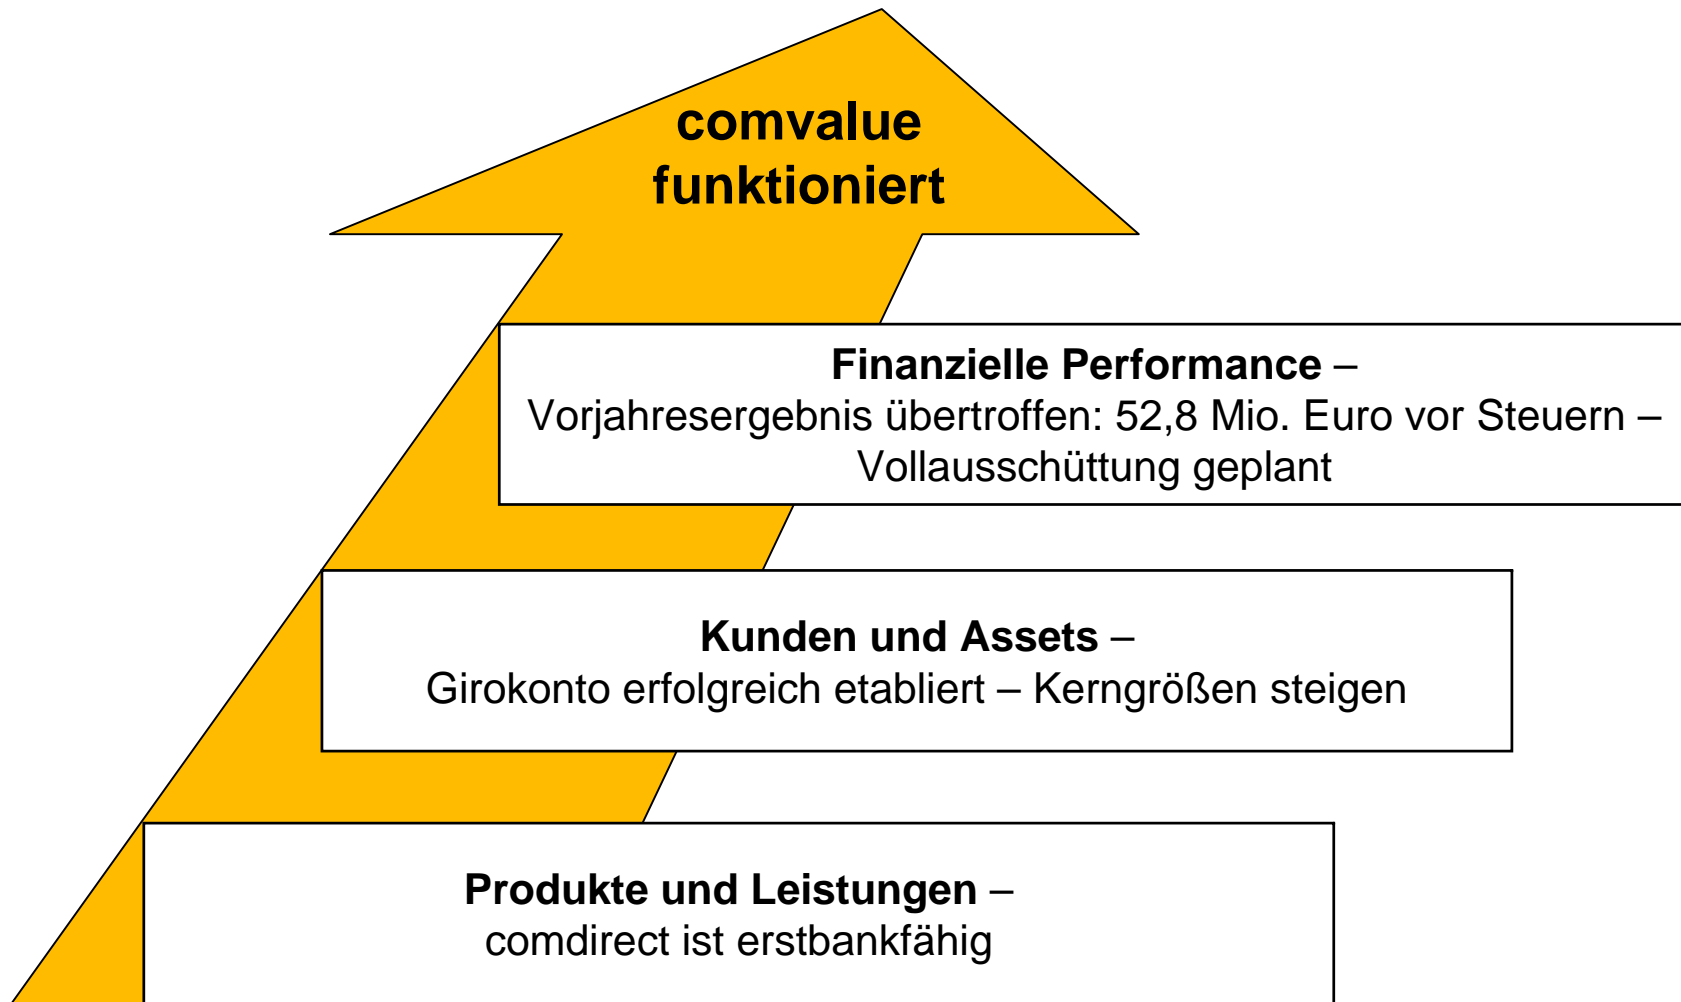 comvalue
funktioniert
Finanzielle Performance –
Vorjahresergebnis übertroffen: 52,8 Mio. Euro vor Steuern –
Vollausschüttung geplant
Kunden und Assets –
Girokonto erfolgreich etabliert – Kerngrößen steigen
Produkte und Leistungen –
comdirect ist erstbankfähig